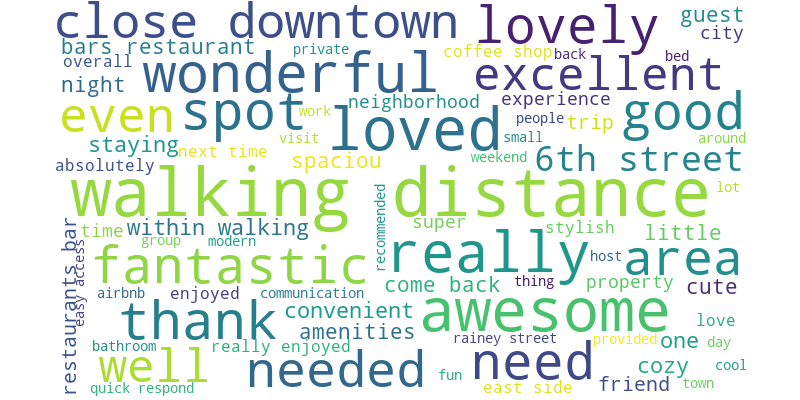 close downtown lovely guest
city
bars restaurant private coffee shop back bed
overall wonderful excellent
night
even spot neighborhood experience good
work loved people trip
staying visit small around
next time spaciou weekend 6th street
absolutely
walking distance lot
recommended
time within walking super stylish little
group modern
restaurants bar
easy access
fantastic really host area
airbnb enjoyed communication come back thing property cute
thank convenient awesome love
amenities
bathroom really enjoyed rainey street provided one day
well needed need cozy cool
fun
quick respond east side friend town